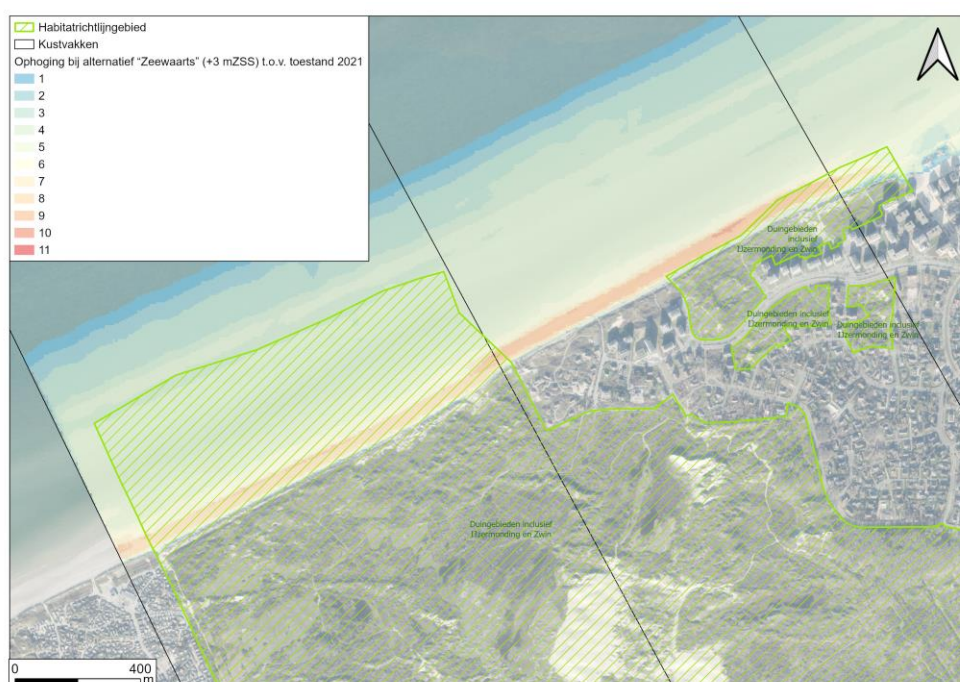 Habitatrichtlijngebied
Kustvakken
Ophoging bij alternatief "Zeewaarts" (+3 mZSS) t.o.v. toestand 2021
1
2
3
4
5
6
7
8
9
10
11
Duingebieden
inclusief
IJzermonding en Zwin
Duingebieden inclusief
IJzermonding en Zwin
Duingebieden inclusief
IJzermonding en Zwin
Duingebieden inclusief
IJzermonding en Zwin
0 400
m